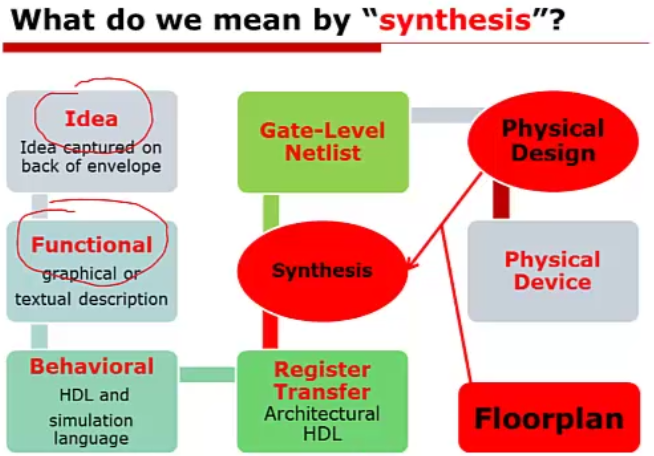 What do we mean by “synthesis”?
Idea
Idea captured on
back of envelope
Functional
graphical or
textual description
Behavioral
HDL and
simulation
language
Gate-Level
Netlist
Synthesis
Register
Transfer
Architectural
HDL
Physical
Design
Physical
Device
Floorplan